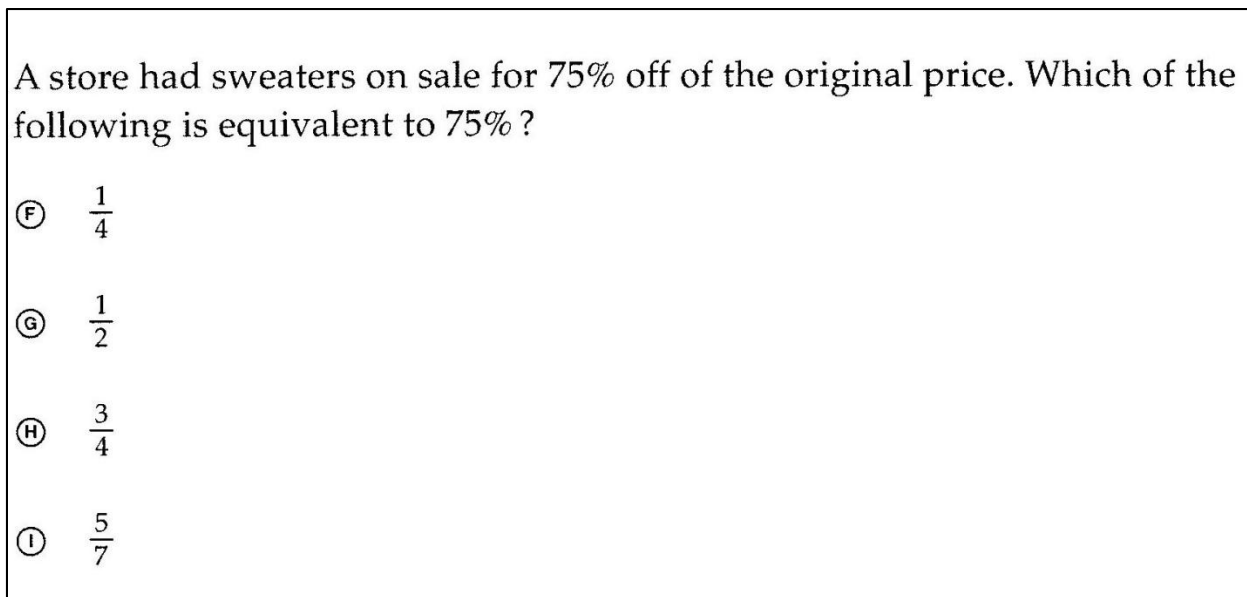 A store had sweaters on sale for 75% off of the original price. Which of the
following is equivalent to 75% ?
F 1/4
G 1/2
H 3/4
I 5/7